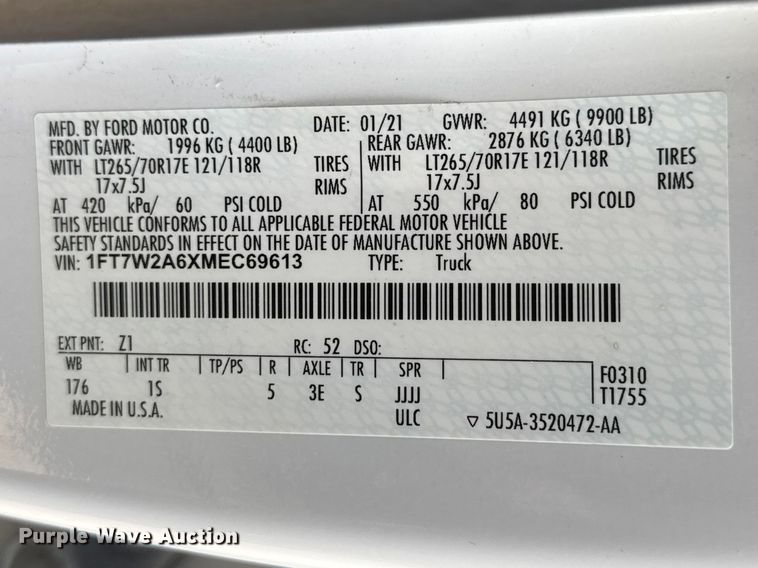 MFD. BY FORD MOTOR CO. DATE: 01/21 GVWR: 4491 KG ( 9900 LB)
FRONT GAWR: 1996 KG ( 4400 LB) REAR GAWR: 2876 KG ( 6340 LB)
WITH LT265/70R17E 121/118R TIRES WITH LT265/70R17E 121/118R TIRES
17x7.5J RIMS 17x7.5J RIMS
AT 420 kPa/ 60 PSI COLD AT 550 kPa/ 80 PSI COLD
THIS VEHICLE CONFORMS TO ALL APPLICABLE FEDERAL MOTOR VEHICLE
SAFETY STANDARDS IN EFFECT ON THE DATE OF MANUFACTURE SHOWN ABOVE.
VIN: 1FT7W2A6XMEC69613 TYPE: Truck
EXT PNT: Z1 RC: 52 DSO:
WB INT TR TP/PS R AXLE TR SPR F0310
176 1S 5 3E S JJJJ T1755
MADE IN U.S.A. ULC ▽ 5U5A-3520472-AA
Purple Wave Auction